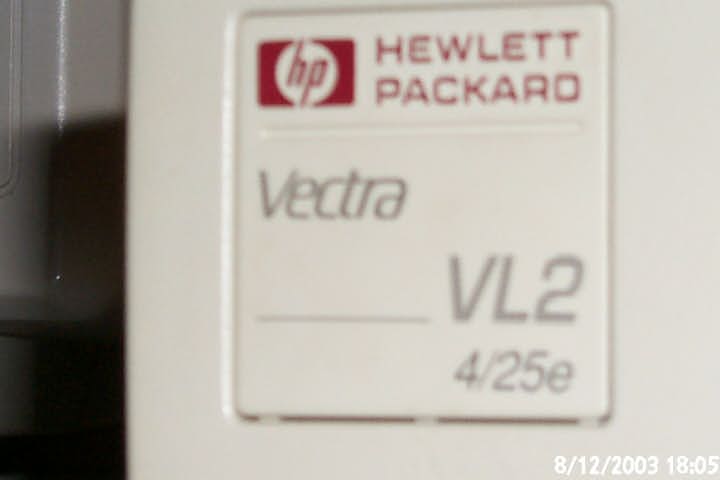 hp HEWLETT
PACKARD
Vectra
VL2
4/25e
8/12/2003 18:05